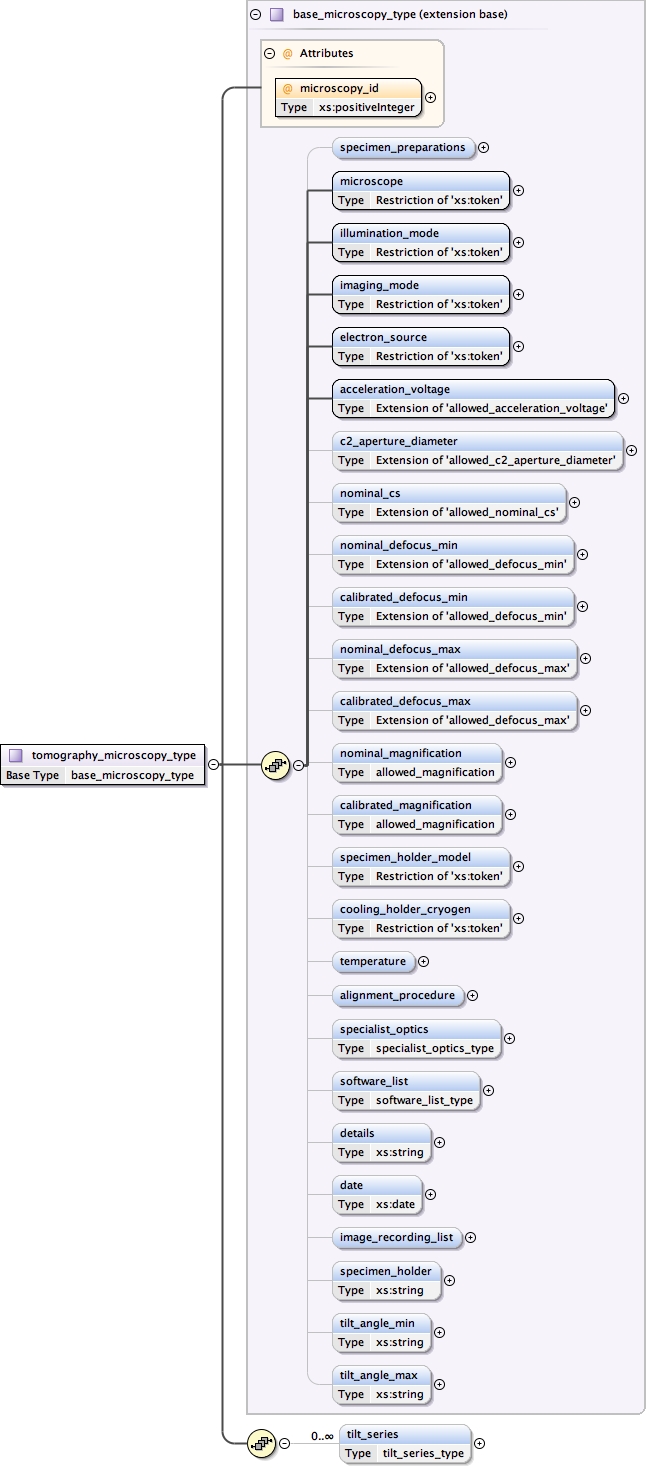 base_microscopy_type (extension base)
@ Attributes
@ microscopy_id
Type xs:positiveInteger
specimen_preparations
microscope
Type Restriction of 'xs:token'
illumination_mode
Type Restriction of 'xs:token'
imaging_mode
Type Restriction of 'xs:token'
electron_source
Type Restriction of 'xs:token'
acceleration_voltage
Type Extension of 'allowed_acceleration_voltage'
c2_aperture_diameter
Type Extension of 'allowed_c2_aperture_diameter'
nominal_cs
Type Extension of 'allowed_nominal_cs'
nominal_defocus_min
Type Extension of 'allowed_defocus_min'
calibrated_defocus_min
Type Extension of 'allowed_defocus_min'
nominal_defocus_max
Type Extension of 'allowed_defocus_max'
calibrated_defocus_max
Type Extension of 'allowed_defocus_max'
tomography_microscopy_type
Base Type base_microscopy_type
nominal_magnification
Type allowed_magnification
calibrated_magnification
Type allowed_magnification
specimen_holder_model
Type Restriction of 'xs:token'
cooling_holder_cryogen
Type Restriction of 'xs:token'
temperature
alignment_procedure
specialist_optics
Type specialist_optics_type
software_list
Type software_list_type
details
Type xs:string
date
Type xs:date
image_recording_list
specimen_holder
Type xs:string
tilt_angle_min
Type xs:string
tilt_angle_max
Type xs:string
0..∞ tilt_series
Type tilt_series_type